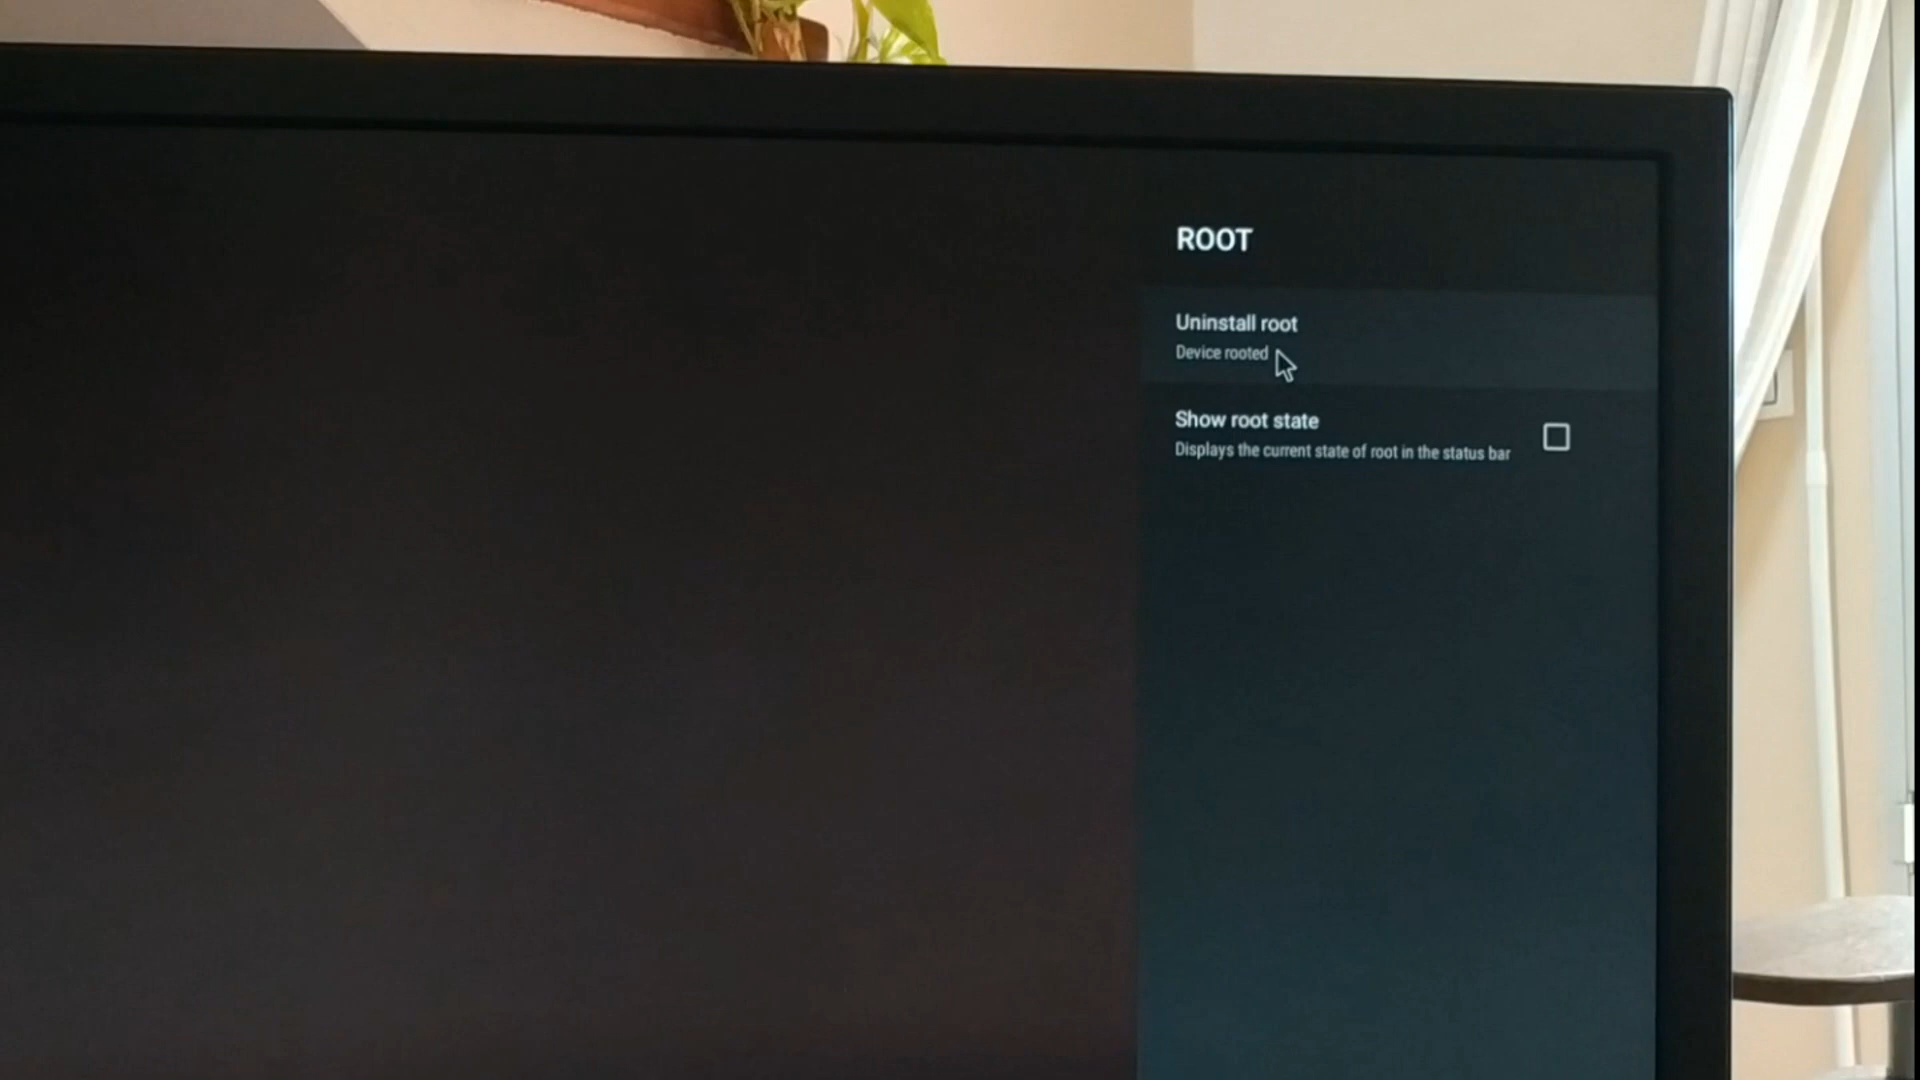 ROOT
Uninstall root
Device rooted
Show root state
Displays the current state of root in the status bar